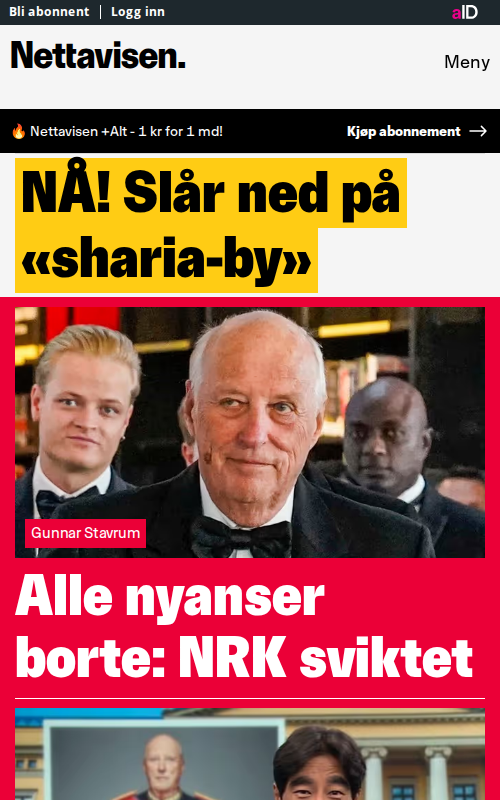 Bli abonnent Logg inn aID
Nettavisen.
Meny
🔥 Nettavisen +Alt - 1 kr for 1 md! Kjøp abonnement →
NÅ! Slår ned på
«sharia-by»
Gunnar Stavrum
Alle nyanser
borte: NRK sviktet